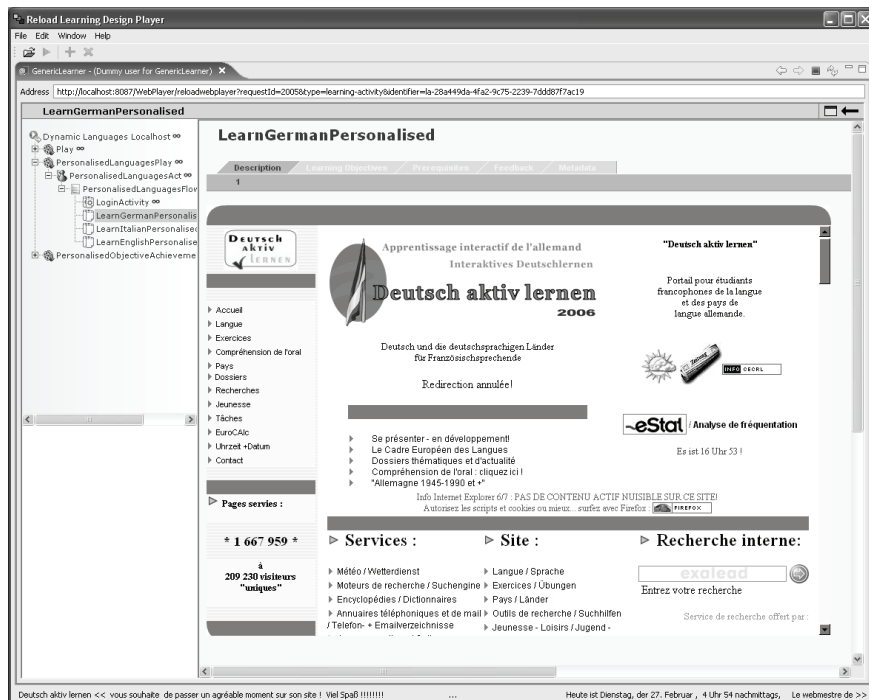 Reload Learning Design Player
File Edit Window Help
GenericLearner - (Dummy user for GenericLearner)
Address http://localhost:8087/WebPlayer/reloadwebplayer?requestId=2005&type=learning-activity&identifier=la-28a449da-4fa2-9c75-2239-7ddd87f7ac19
LearnGermanPersonalised
Dynamic Languages Localhost
Play
PersonalisedLanguagesPlay
PersonalisedLanguagesAct
PersonalisedLanguagesFlow
LoginActivity
LearnGermanPersonalis
LearnItalianPersonalised
LearnEnglishPersonalise
PersonalisedObjectiveAchieveme
LearnGermanPersonalised
Description Learning Objectives Prerequisites Feedback Metadata
1
DEUTSCH
AKTIV
LERNEN
Accueil
Langue
Exercices
Compréhension de l'oral
Pays
Dossiers
Recherches
Jeunesse
Tâches
EuroCAlc
Uhrzeit +Datum
Contact
Pages servies :
* 1 667 959 *
à
209 230 visiteurs
"uniques"
Apprentissage interactif de l'allemand
Interaktives Deutschlernen
Deutsch aktiv lernen
2006
Deutsch und die deutschsprachigen Länder
für Französischsprechende
Redirection annulée!
Se présenter - en développement!
Le Cadre Européen des Langues
Dossiers thématiques et d'actualité
Compréhension de l'oral : cliquez ici !
"Allemagne 1945-1990 et +"
"Deutsch aktiv lernen"
Portail pour étudiants
francophones de la langue
et des pays de
langue allemande.
Zeitung
INFO CECRL
eStat / Analyse de fréquentation
Es ist 16 Uhr 53 !
Info Internet Explorer 6/7 : PAS DE CONTENU ACTIF NUISIBLE SUR CE SITE!
Autorisez les scripts et cookies ou mieux... surfez avec Firefox : FIREFOX
Services :
Météo / Wetterdienst
Moteurs de recherche / Suchengine
Encyclopédies / Dictionnaires
Annuaires téléphoniques et de mail
/ Telefon- + Emailverzeichnisse
Site :
Langue / Sprache
Exercices / Übungen
Pays / Länder
Outils de recherche / Suchhilfen
Jeunesse - Loisirs / Jugend -
Recherche interne:
exalead
Entrez votre recherche
Service de recherche offert par :
Deutsch aktiv lernen << vous souhaite de passer un agréable moment sur son site ! Viel Spaß !!!!!!!! ... Heute ist Dienstag, der 27. Februar , 4 Uhr 54 nachmittags, Le webmestre de >>